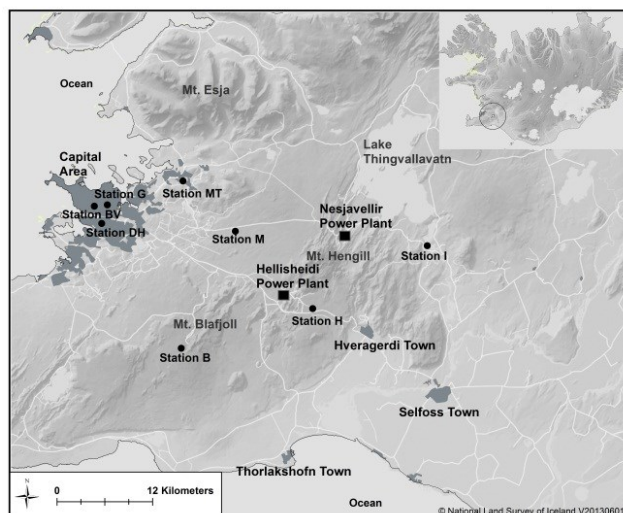 Ocean
Mt. Esja
Lake
Thingvallavatn
Capital
Area
Station G
Station MT
Station BV
Station DH
Station M
Nesjavellir
Power Plant
Mt. Hengill
Station I
Hellisheidi
Power Plant
Station H
Mt. Blafjoll
Station B
Hveragerdi Town
Selfoss Town
Thorlakshofn Town
N
0
12 Kilometers
Ocean
© National Land Survey of Iceland V20130601